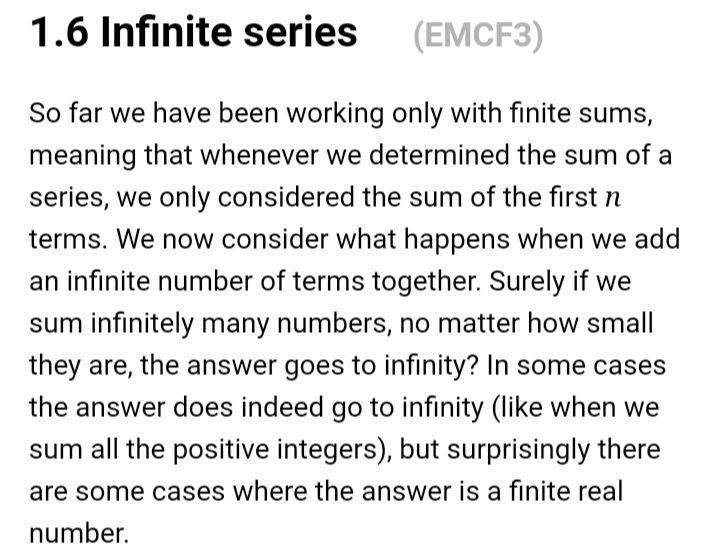 1.6 Infinite series (EMCF3)
So far we have been working only with finite sums,
meaning that whenever we determined the sum of a
series, we only considered the sum of the first n
terms. We now consider what happens when we add
an infinite number of terms together. Surely if we
sum infinitely many numbers, no matter how small
they are, the answer goes to infinity? In some cases
the answer does indeed go to infinity (like when we
sum all the positive integers), but surprisingly there
are some cases where the answer is a finite real
number.